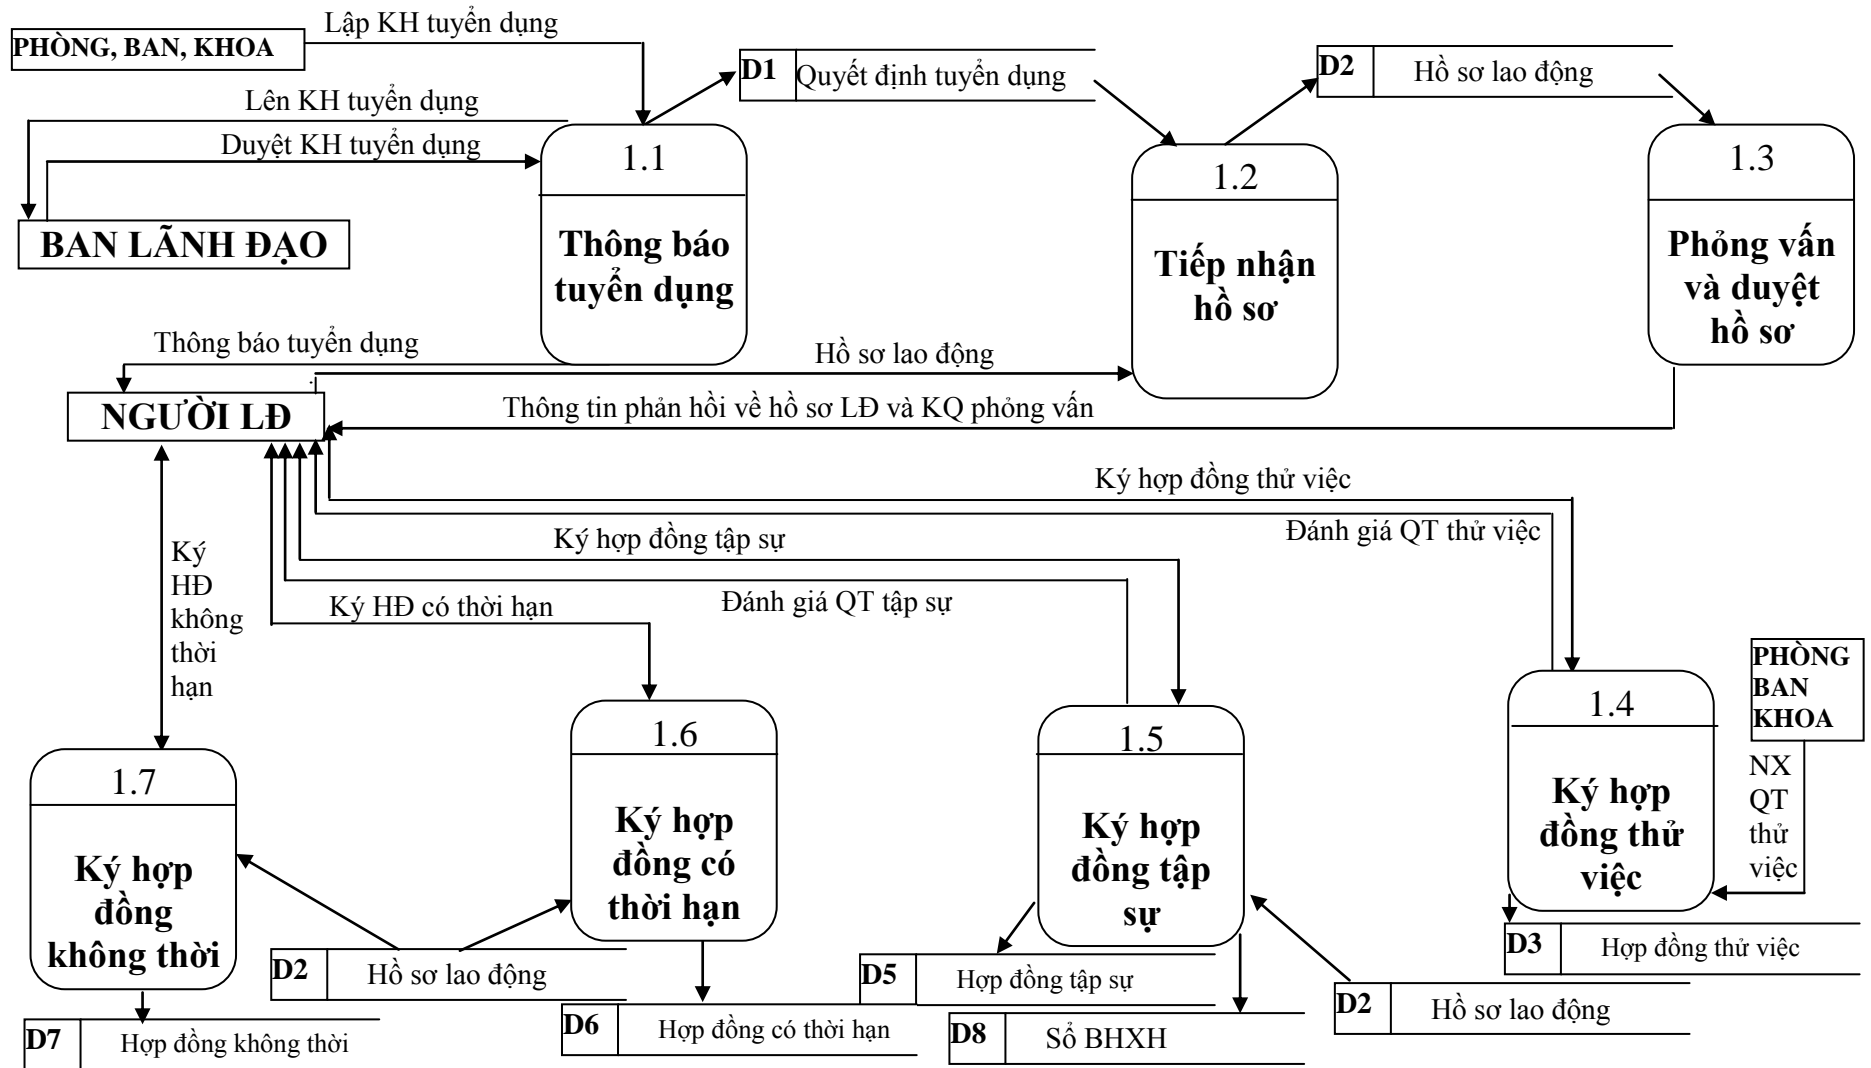 Lập KH tuyển dụng
PHÒNG, BAN, KHOA
D1
Quyết định tuyển dụng
D2
Hồ sơ lao động
Lên KH tuyển dụng
Duyệt KH tuyển dụng
BAN LÃNH ĐẠO
1.1
Thông báo
tuyển dụng
1.2
Tiếp nhận
hồ sơ
1.3
Phỏng vấn
và duyệt
hồ sơ
Thông báo tuyển dụng
Hồ sơ lao động
NGƯỜI LĐ
Thông tin phản hồi về hồ sơ LĐ và KQ phỏng vấn
Ký hợp đồng thử việc
Đánh giá QT thử việc
Ký hợp đồng tập sự
Đánh giá QT tập sự
Ký HĐ có thời hạn
Ký
HĐ
không
thời
hạn
PHÒNG
BAN
KHOA
NX
QT
thử
việc
1.7
Ký hợp
đồng
không thời
1.6
Ký hợp
đồng có
thời hạn
1.5
Ký hợp
đồng tập
sự
1.4
Ký hợp
đồng thử
việc
D2
Hồ sơ lao động
D5
Hợp đồng tập sự
D3
Hợp đồng thử việc
D7
Hợp đồng không thời
D6
Hợp đồng có thời hạn
D8
Sổ BHXH
D2
Hồ sơ lao động